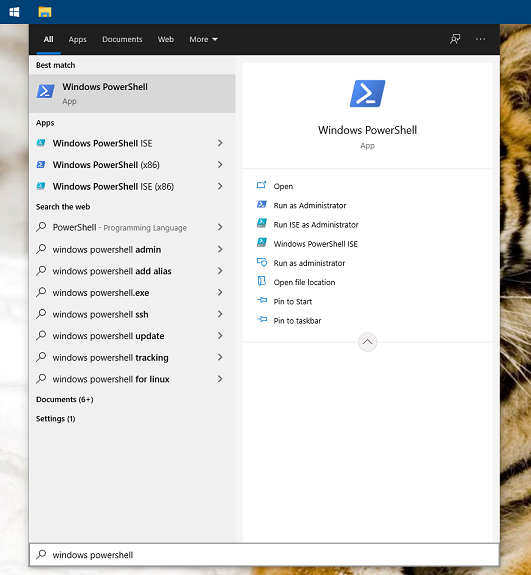 All Apps Documents Web More
Best match
Windows PowerShell
App
Apps
Windows PowerShell ISE
Windows PowerShell (x86)
Windows PowerShell ISE (x86)
Search the web
PowerShell - Programming Language
windows powershell admin
windows powershell add alias
windows powershell.exe
windows powershell ssh
windows powershell update
windows powershell tracking
windows powershell for linux
Documents (6+)
Settings (1)
Windows PowerShell
App
Open
Run as Administrator
Run ISE as Administrator
Windows PowerShell ISE
Run as administrator
Open file location
Pin to Start
Pin to taskbar
windows powershell